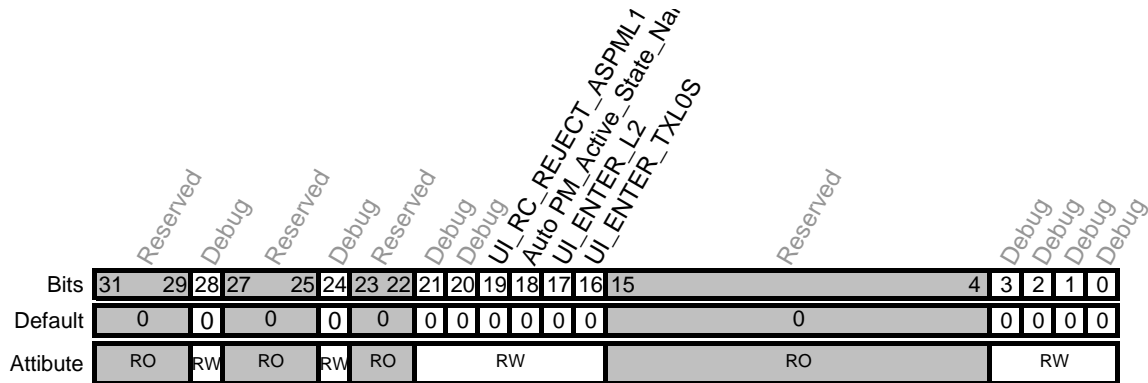 Reserved
Debug
Reserved
Debug
Reserved
Debug
Debug
UI_RC_REJECT_ASPML1
Auto PM_Active_State_Na
UI_ENTER_L2
UI_ENTER_TXL0S
Reserved
Debug
Debug
Debug
Debug
Bits 31 29 28 27 25 24 23 22 21 20 19 18 17 16 15 4 3 2 1 0
Default 0 0 0 0 0 0 0 0 0 0 0 0 0 0 0 0
Attibute RO RW RO RW RO RW RO RW